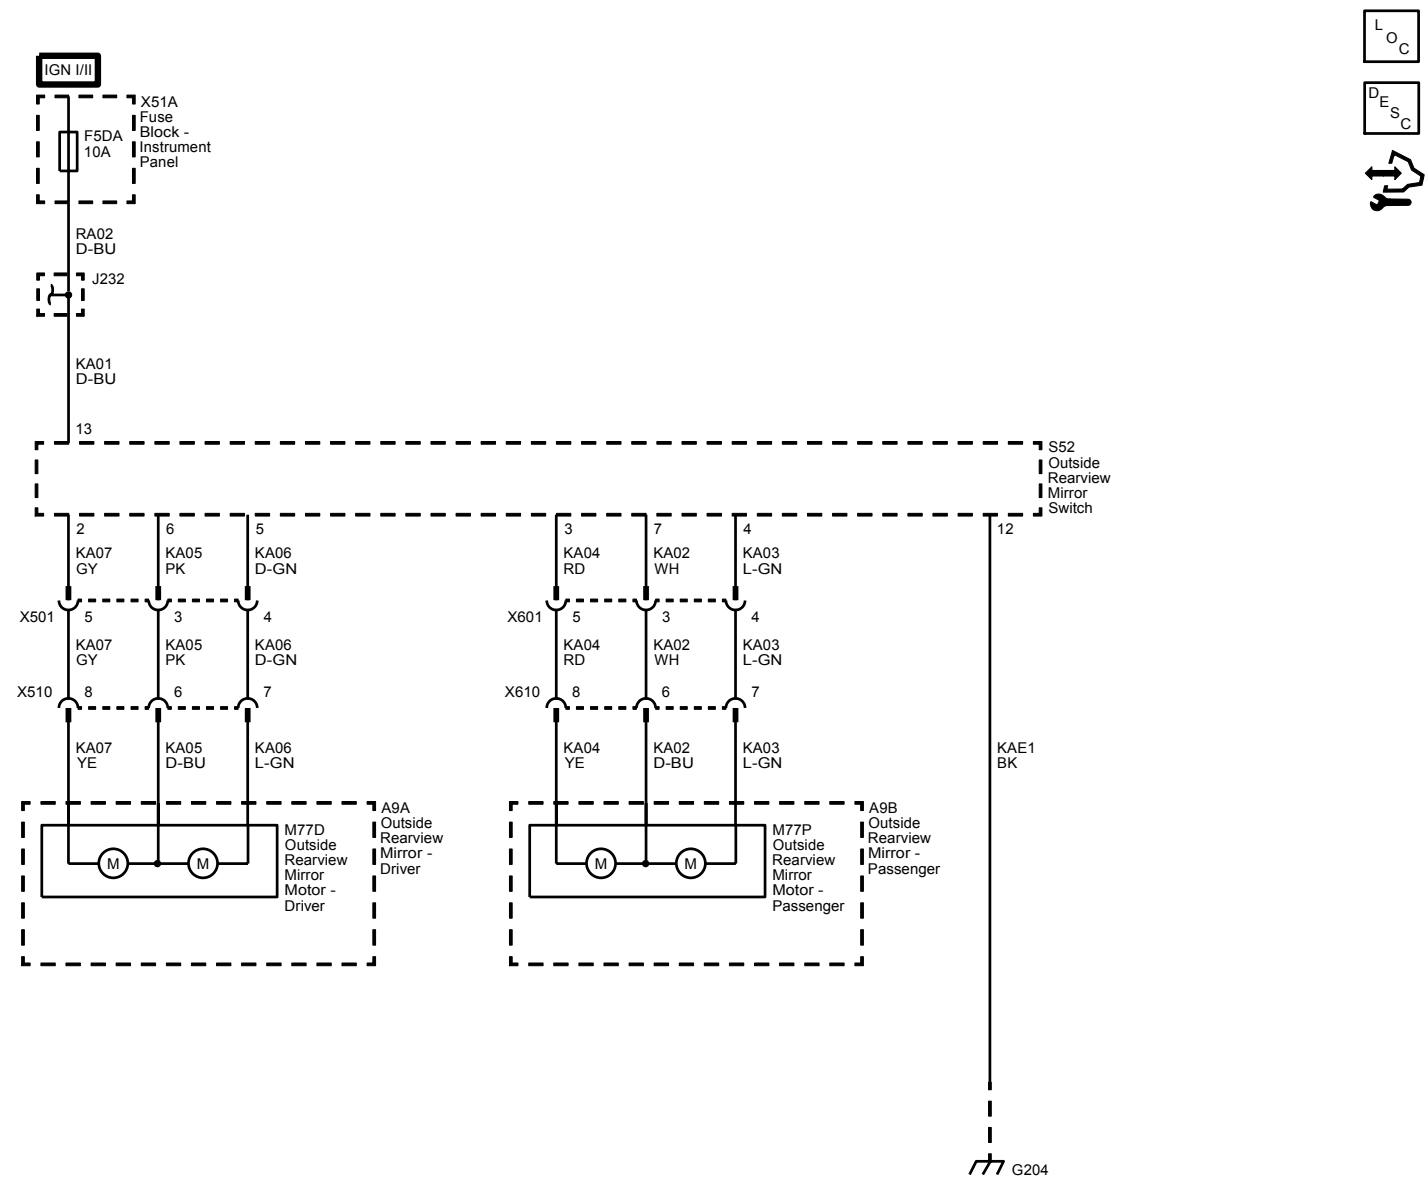 L
O
C
D
E
S
C
IGN I/II
X51A
Fuse
Block -
Instrument
Panel
F5DA
10A
RA02
D-BU
J232
KA01
D-BU
13
S52
Outside
Rearview
Mirror
Switch
2
6
5
3
7
4
12
KA07
GY
KA05
PK
KA06
D-GN
KA04
RD
KA02
WH
KA03
L-GN
X501
5
3
4
X601
5
3
4
KA07
GY
KA05
PK
KA06
D-GN
KA04
RD
KA02
WH
KA03
L-GN
X510
8
6
7
X610
8
6
7
KA07
YE
KA05
D-BU
KA06
L-GN
KA04
YE
KA02
D-BU
KA03
L-GN
KAE1
BK
A9A
Outside
Rearview
Mirror -
Driver
M77D
Outside
Rearview
Mirror
Motor -
Driver
M
M
A9B
Outside
Rearview
Mirror -
Passenger
M77P
Outside
Rearview
Mirror
Motor -
Passenger
M
M
G204